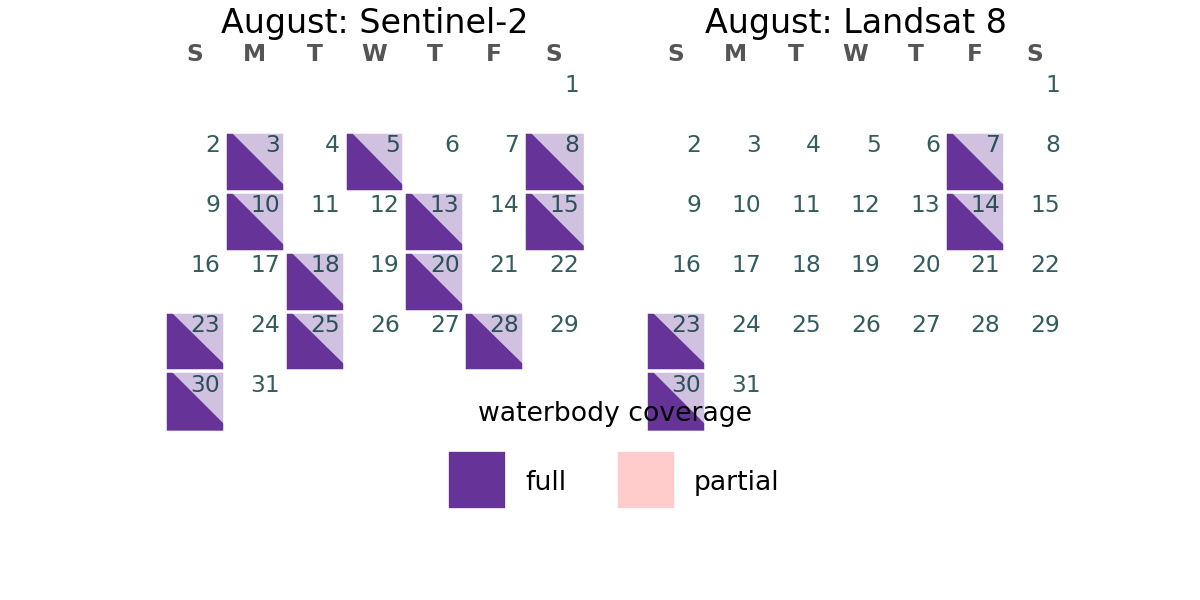 August: Sentinel-2
S M T W T F S
1
2 3 4 5 6 7 8
9 10 11 12 13 14 15
16 17 18 19 20 21 22
23 24 25 26 27 28 29
30 31
August: Landsat 8
S M T W T F S
1
2 3 4 5 6 7 8
9 10 11 12 13 14 15
16 17 18 19 20 21 22
23 24 25 26 27 28 29
30 31
waterbody coverage
full partial